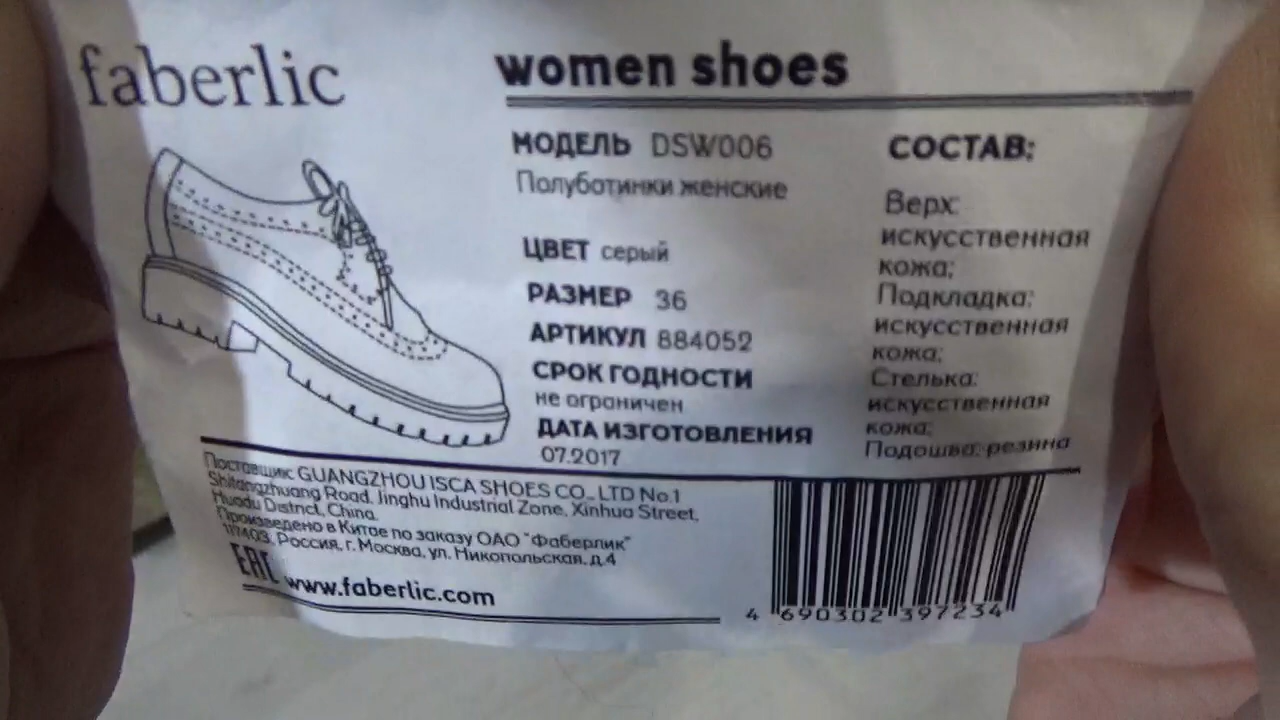 faberlic
women shoes
МОДЕЛЬ DSW006
Полуботинки женские
ЦВЕТ серый
РАЗМЕР 36
АРТИКУЛ 884052
СРОК ГОДНОСТИ
не ограничен
ДАТА ИЗГОТОВЛЕНИЯ
07.2017
СОСТАВ:
Верх:
искусственная
кожа;
Подкладка:
искусственная
кожа;
Стелька:
искусственная
кожа;
Подошва: резина
Поставщик: GUANGZHOU ISCA SHOES CO., LTD No.1
Shitangzhuang Road, Jinghu Industrial Zone, Xinhua Street,
Huadu District, China.
Произведено в Китае по заказу ОАО "Фаберлик"
117403, Россия, г. Москва, ул. Никопольская, д.4
EAC www.faberlic.com
4 690302 397234